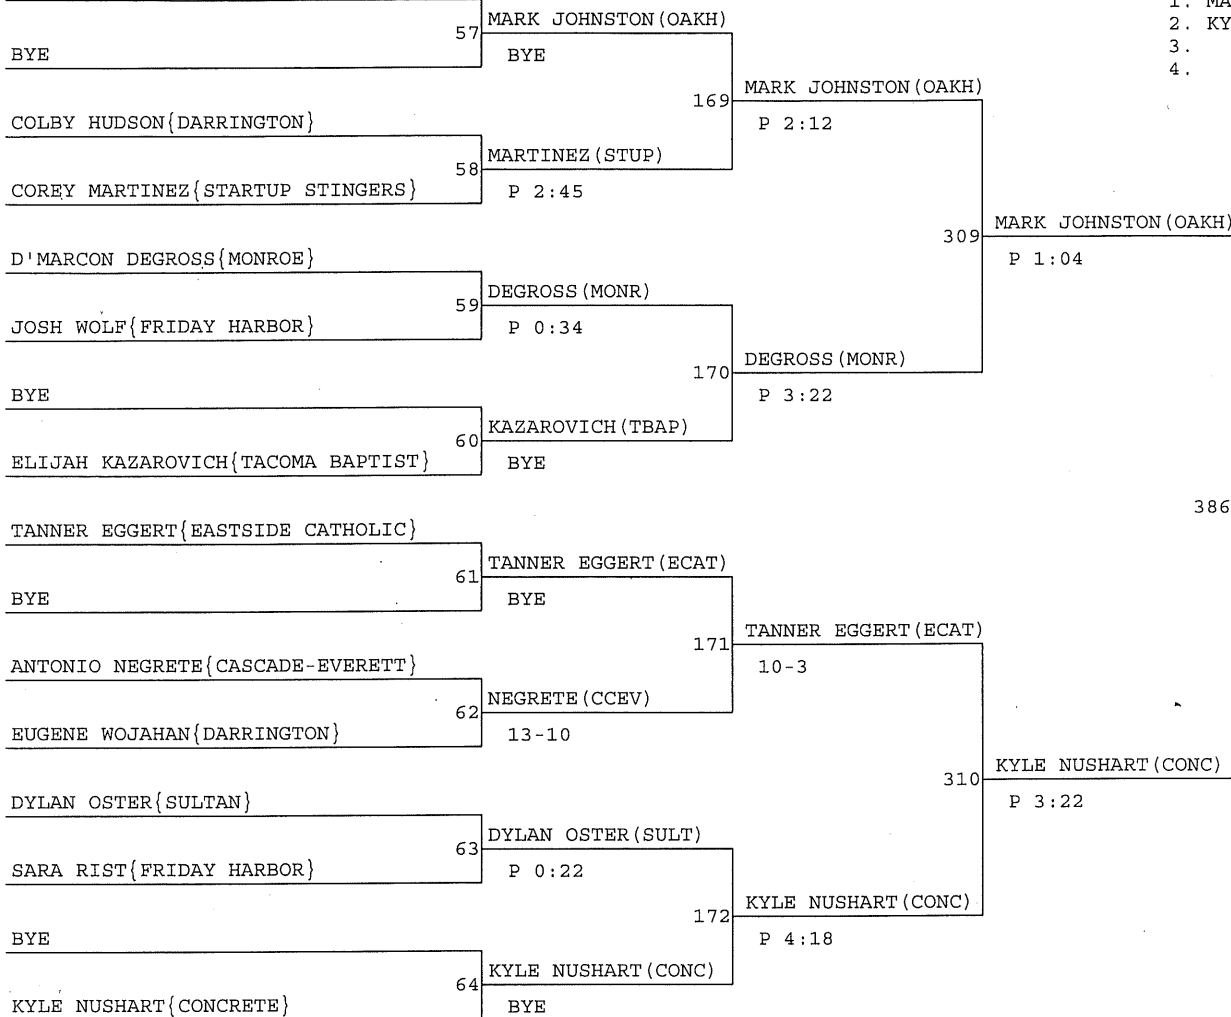 1. MA
2. KY
3.
4.
57 MARK JOHNSTON(OAKH)
BYE
BYE
169 MARK JOHNSTON(OAKH)
P 2:12
COLBY HUDSON{DARRINGTON}
58 MARTINEZ(STUP)
COREY MARTINEZ{STARTUP STINGERS}
P 2:45
309 MARK JOHNSTON(OAKH)
P 1:04
D'MARCON DEGROSS{MONROE}
59 DEGROSS(MONR)
JOSH WOLF{FRIDAY HARBOR}
P 0:34
170 DEGROSS(MONR)
P 3:22
BYE
60 KAZAROVICH(TBAP)
ELIJAH KAZAROVICH{TACOMA BAPTIST}
BYE
386
TANNER EGGERT{EASTSIDE CATHOLIC}
61 TANNER EGGERT(ECAT)
BYE
BYE
171 TANNER EGGERT(ECAT)
10-3
ANTONIO NEGRETE{CASCADE-EVERETT}
62 NEGRETE(CCEV)
EUGENE WOJAHAN{DARRINGTON}
13-10
310 KYLE NUSHART(CONC)
P 3:22
DYLAN OSTER{SULTAN}
63 DYLAN OSTER(SULT)
SARA RIST{FRIDAY HARBOR}
P 0:22
172 KYLE NUSHART(CONC)
P 4:18
BYE
64 KYLE NUSHART(CONC)
KYLE NUSHART{CONCRETE}
BYE